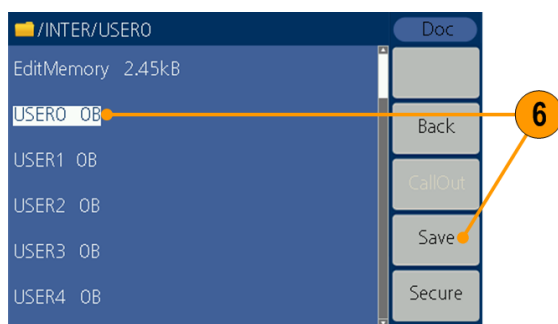 /INTER/USER0
Doc
EditMemory 2.45kB
USER0 0B
USER1 0B
USER2 0B
USER3 0B
USER4 0B
Back
CallOut
Save
Secure
6